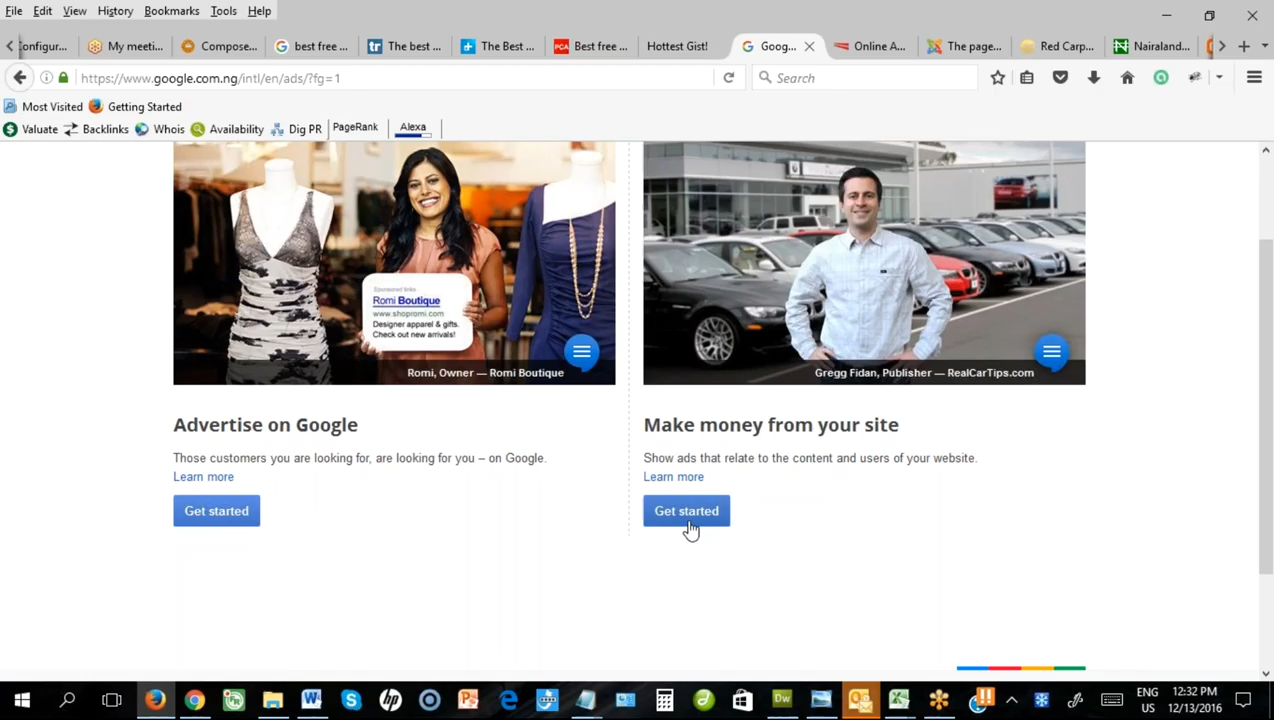 File Edit View History Bookmarks Tools Help
Configur... My meeti... Compose... best free ... The best ... The Best ... Best free ... Hottest Gist! Goog... Online A... The page... Red Carp... Nairaland...
https://www.google.com.ng/intl/en/ads/?fg=1 Search
Most Visited Getting Started
Valuate Backlinks Whois Availability Dig PR PageRank Alexa
Sponsored links
Romi Boutique
www.shopromi.com
Designer apparel & gifts.
Check out new arrivals!
Romi, Owner — Romi Boutique
Gregg Fidan, Publisher — RealCarTips.com
Advertise on Google
Those customers you are looking for, are looking for you – on Google.
Learn more
Get started
Make money from your site
Show ads that relate to the content and users of your website.
Learn more
Get started
ENG 12:32 PM
US 12/13/2016